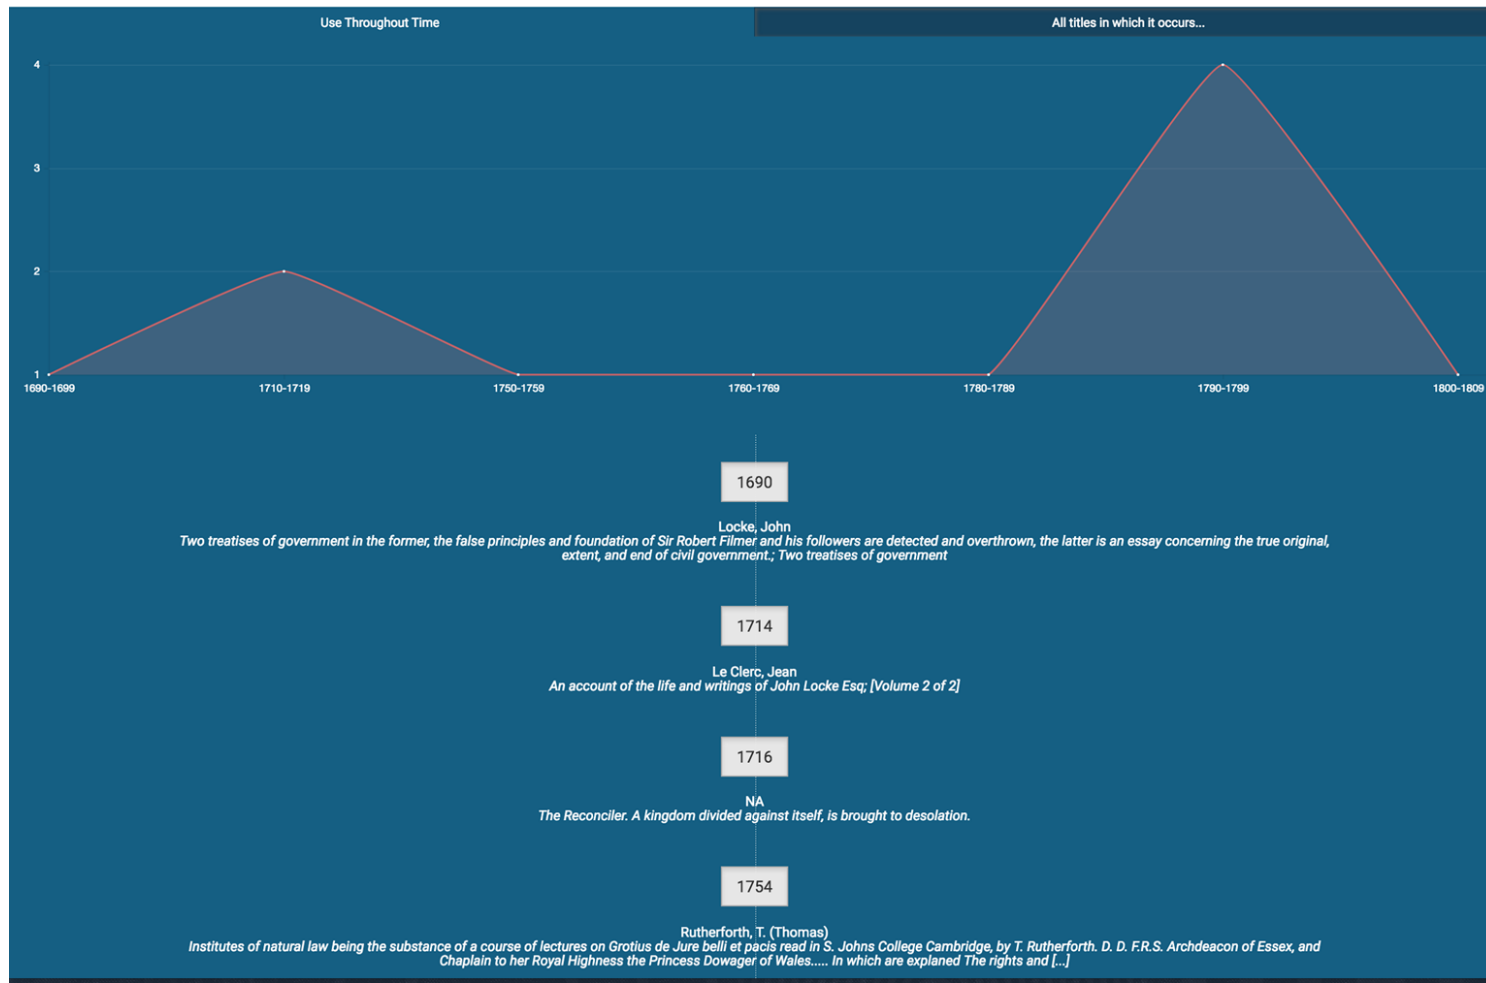 Use Throughout Time
All titles in which it occurs...
4
3
2
1
1690-1699
1710-1719
1750-1759
1760-1769
1780-1789
1790-1799
1800-1809
1690
Locke, John
Two treatises of government in the former, the false principles and foundation of Sir Robert Filmer and his followers are detected and overthrown, the latter is an essay concerning the true original,
extent, and end of civil government.; Two treatises of government
1714
Le Clerc, Jean
An account of the life and writings of John Locke Esq; [Volume 2 of 2]
1716
NA
The Reconciler. A kingdom divided against itself, is brought to desolation.
1754
Rutherforth, T. (Thomas)
Institutes of natural law being the substance of a course of lectures on Grotius de Jure belli et pacis read in S. Johns College Cambridge, by T. Rutherforth. D. D. F.R.S. Archdeacon of Essex, and
Chaplain to her Royal Highness the Princess Dowager of Wales..... In which are explaned The rights and [...]